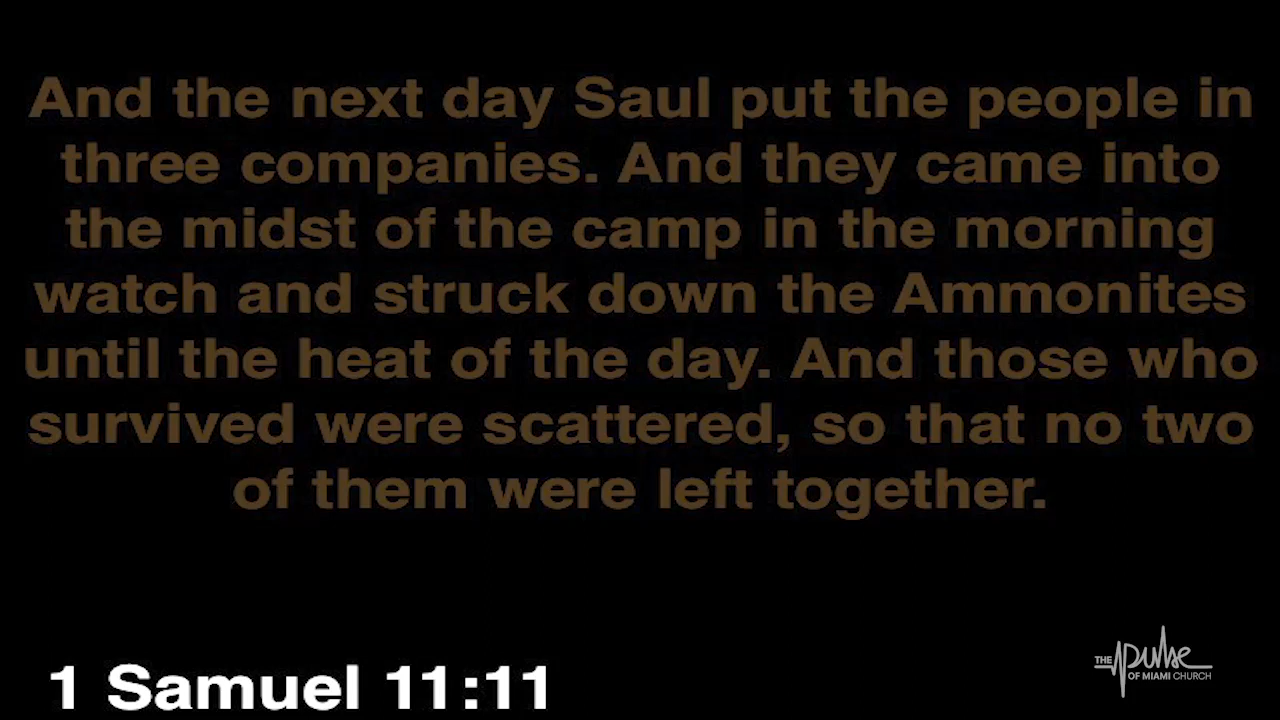 And the next day Saul put the people in
three companies. And they came into
the midst of the camp in the morning
watch and struck down the Ammonites
until the heat of the day. And those who
survived were scattered, so that no two
of them were left together.
1 Samuel 11:11
THE pulse
OF MIAMI CHURCH